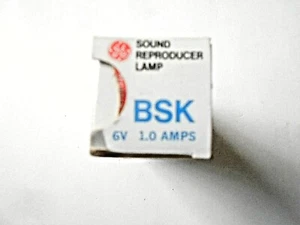 SOUND
REPRODUCER
LAMP
BSK
6V 1.0 AMPS